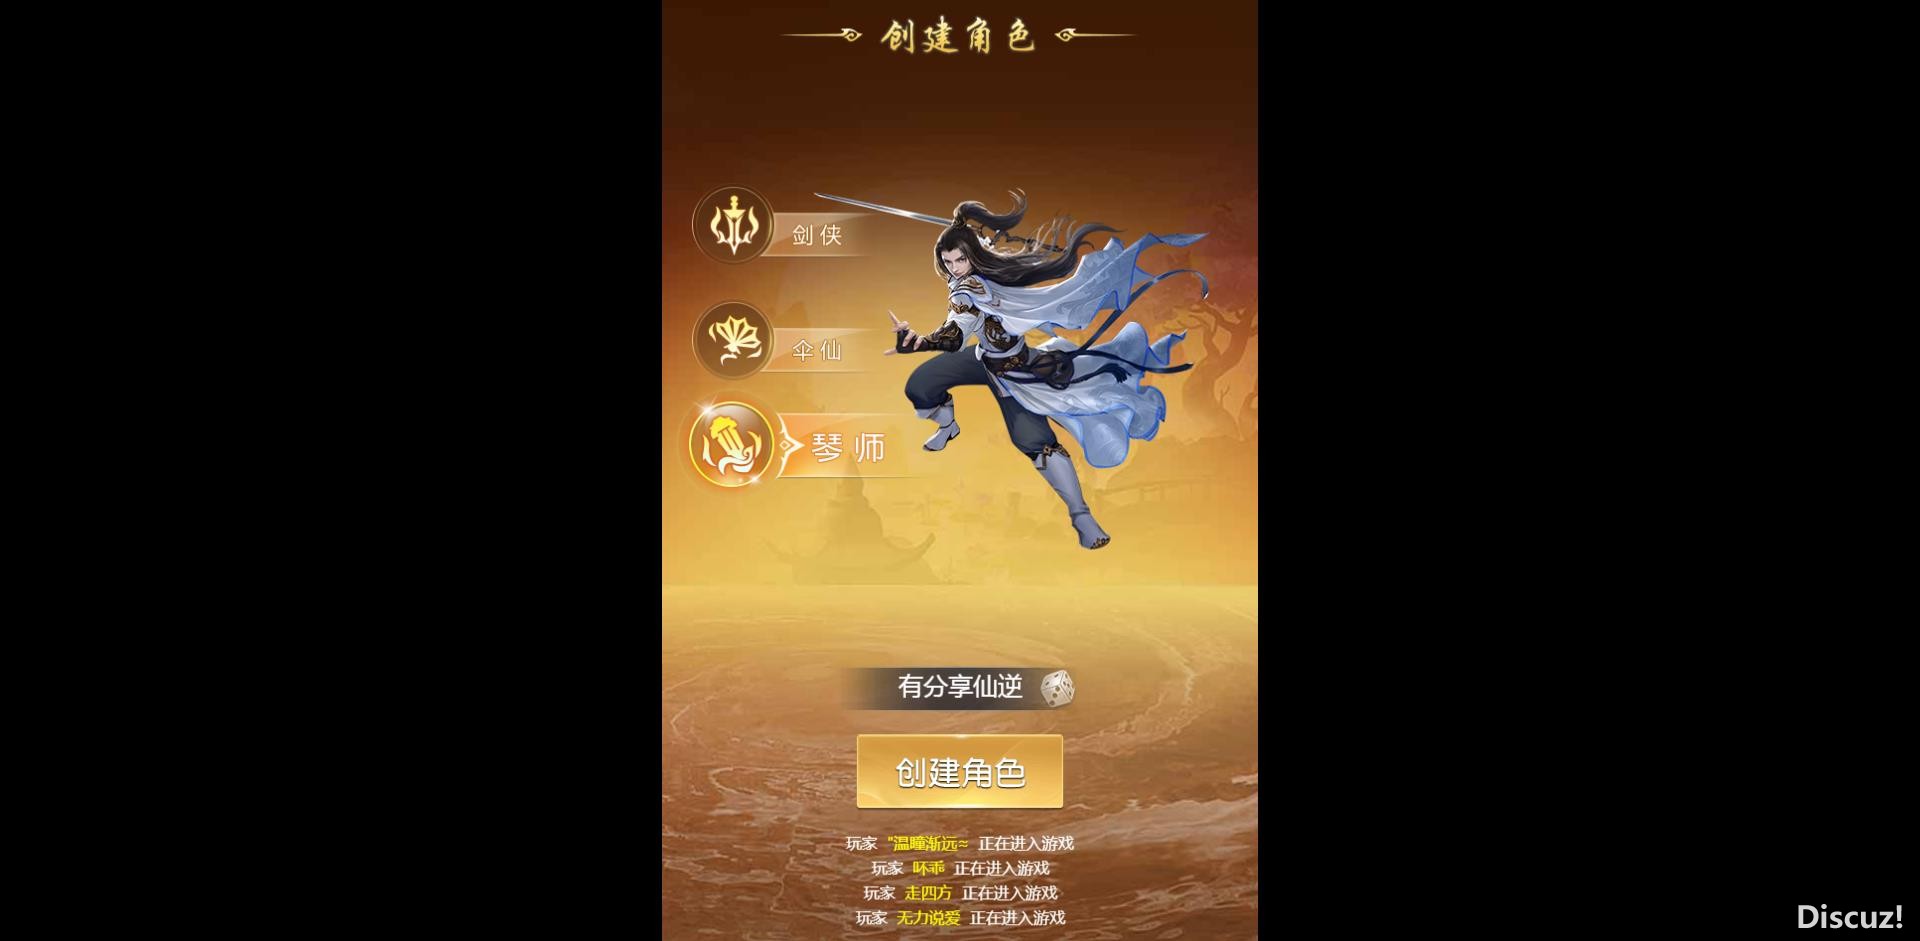 创建角色
剑侠
伞仙
琴师
有分享仙逆
创建角色
玩家 "温瞳渐远≈ 正在进入游戏
玩家 吥乖 正在进入游戏
玩家 走四方 正在进入游戏
玩家 无力说爱 正在进入游戏
Discuz!